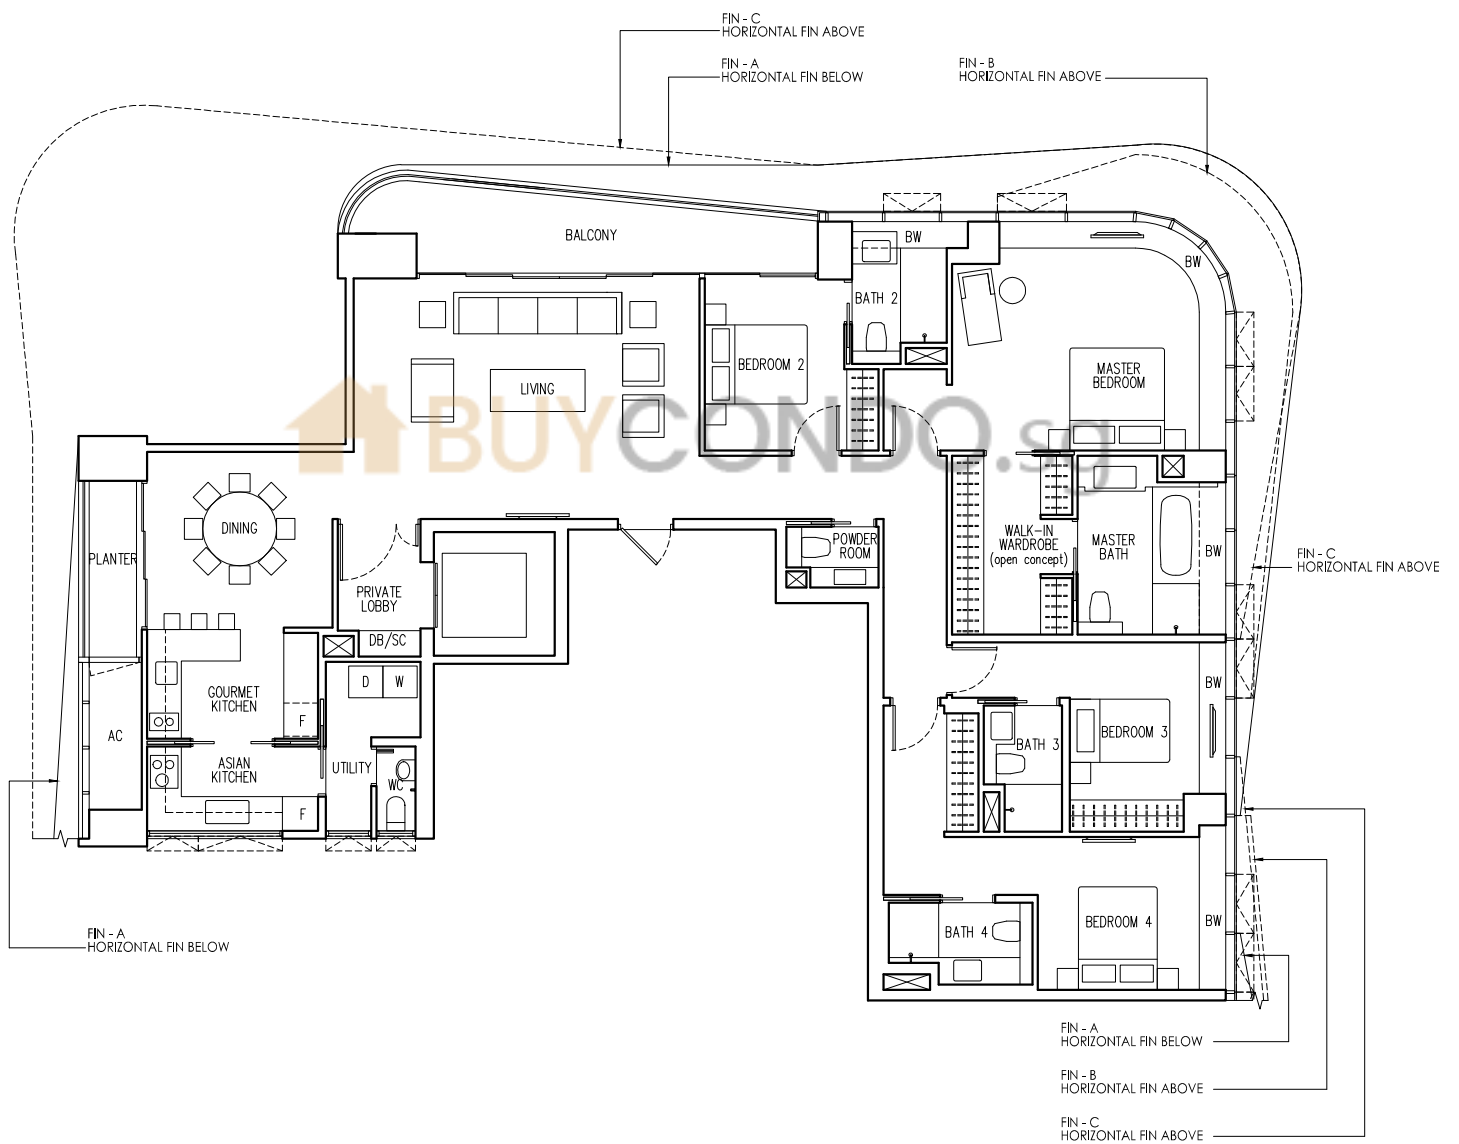 FIN - C
HORIZONTAL FIN ABOVE
FIN - A
HORIZONTAL FIN BELOW
FIN - B
HORIZONTAL FIN ABOVE
BALCONY
BW
BW
BATH 2
LIVING
BEDROOM 2
MASTER
BEDROOM
BUYCONDO.sg
DINING
PLANTER
PRIVATE
LOBBY
DB/SC
POWDER
ROOM
WALK-IN
WARDROBE
(open concept)
MASTER
BATH
BW
FIN - C
HORIZONTAL FIN ABOVE
D
W
GOURMET
KITCHEN
F
AC
ASIAN
KITCHEN
UTILITY
WC
F
BW
BATH 3
BEDROOM 3
BATH 4
BEDROOM 4
BW
FIN - A
HORIZONTAL FIN BELOW
FIN - A
HORIZONTAL FIN BELOW
FIN - B
HORIZONTAL FIN ABOVE
FIN - C
HORIZONTAL FIN ABOVE